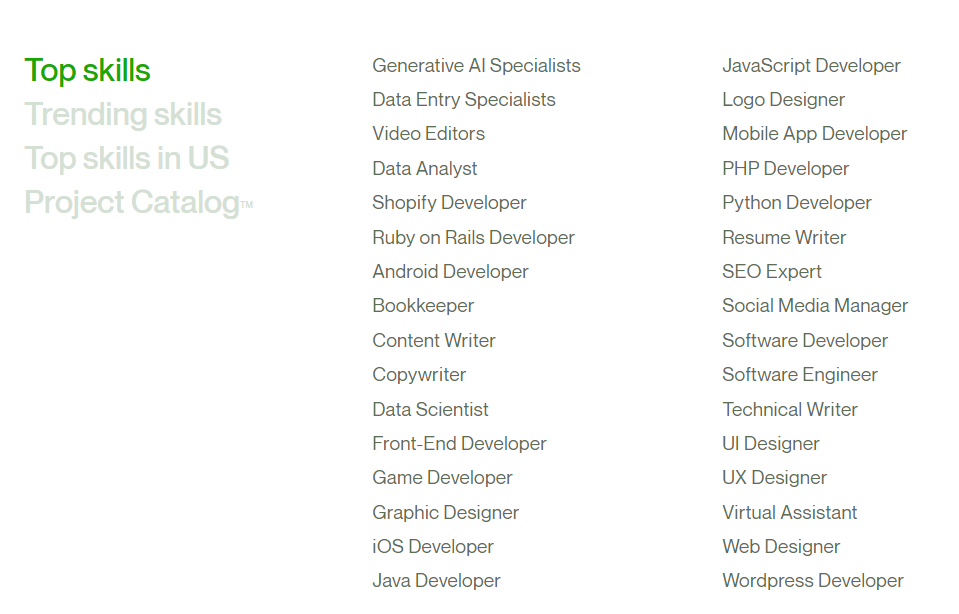 Top skills
Trending skills
Top skills in US
Project Catalog™
Generative AI Specialists
Data Entry Specialists
Video Editors
Data Analyst
Shopify Developer
Ruby on Rails Developer
Android Developer
Bookkeeper
Content Writer
Copywriter
Data Scientist
Front-End Developer
Game Developer
Graphic Designer
iOS Developer
Java Developer
JavaScript Developer
Logo Designer
Mobile App Developer
PHP Developer
Python Developer
Resume Writer
SEO Expert
Social Media Manager
Software Developer
Software Engineer
Technical Writer
UI Designer
UX Designer
Virtual Assistant
Web Designer
Wordpress Developer